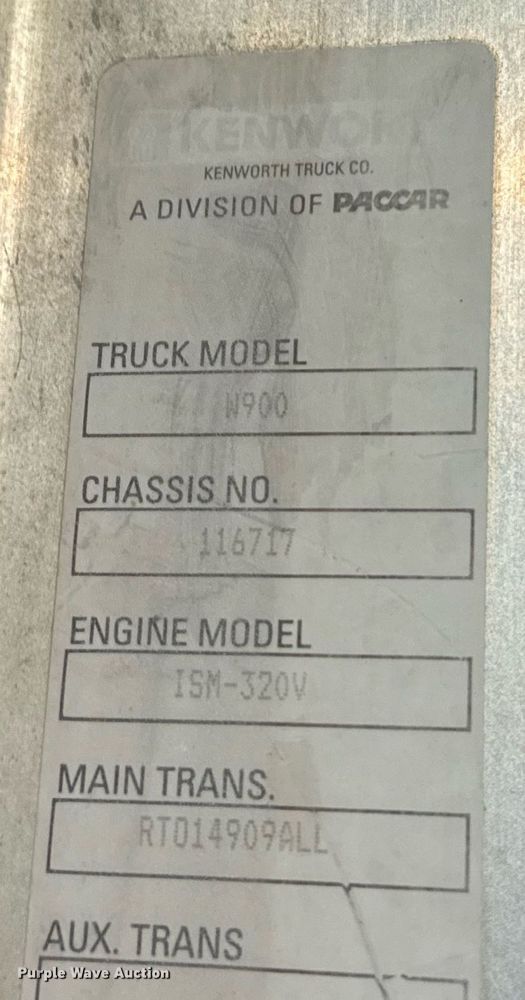 KENWOR
KENWORTH TRUCK CO.
A DIVISION OF PACCAR
TRUCK MODEL
W900
CHASSIS NO.
116717
ENGINE MODEL
ISM-320V
MAIN TRANS.
RTO14909ALL
AUX. TRANS
Purple Wave Auction